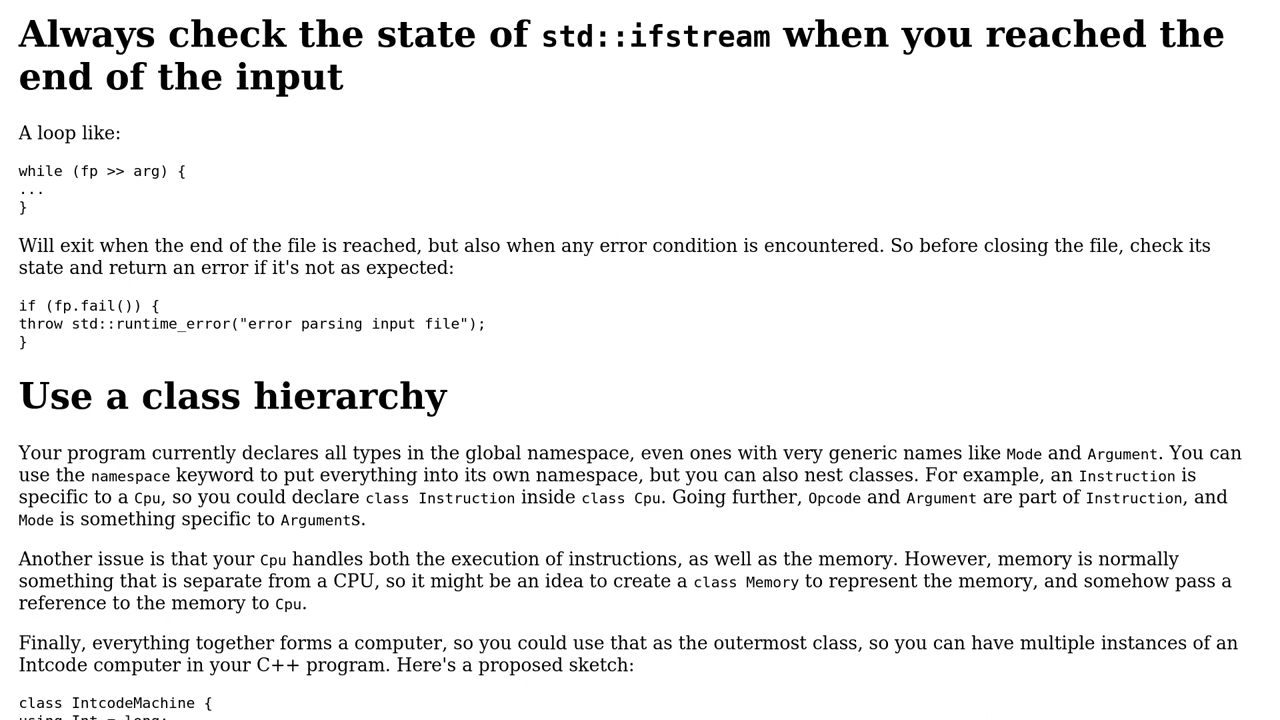 Always check the state of std::ifstream when you reached the
end of the input
A loop like:
while (fp >> arg) {
...
}
Will exit when the end of the file is reached, but also when any error condition is encountered. So before closing the file, check its
state and return an error if it's not as expected:
if (fp.fail()) {
throw std::runtime_error("error parsing input file");
}
Use a class hierarchy
Your program currently declares all types in the global namespace, even ones with very generic names like Mode and Argument. You can
use the namespace keyword to put everything into its own namespace, but you can also nest classes. For example, an Instruction is
specific to a Cpu, so you could declare class Instruction inside class Cpu. Going further, Opcode and Argument are part of Instruction, and
Mode is something specific to Arguments.
Another issue is that your Cpu handles both the execution of instructions, as well as the memory. However, memory is normally
something that is separate from a CPU, so it might be an idea to create a class Memory to represent the memory, and somehow pass a
reference to the memory to Cpu.
Finally, everything together forms a computer, so you could use that as the outermost class, so you can have multiple instances of an
Intcode computer in your C++ program. Here's a proposed sketch:
class IntcodeMachine {
using Int = long;